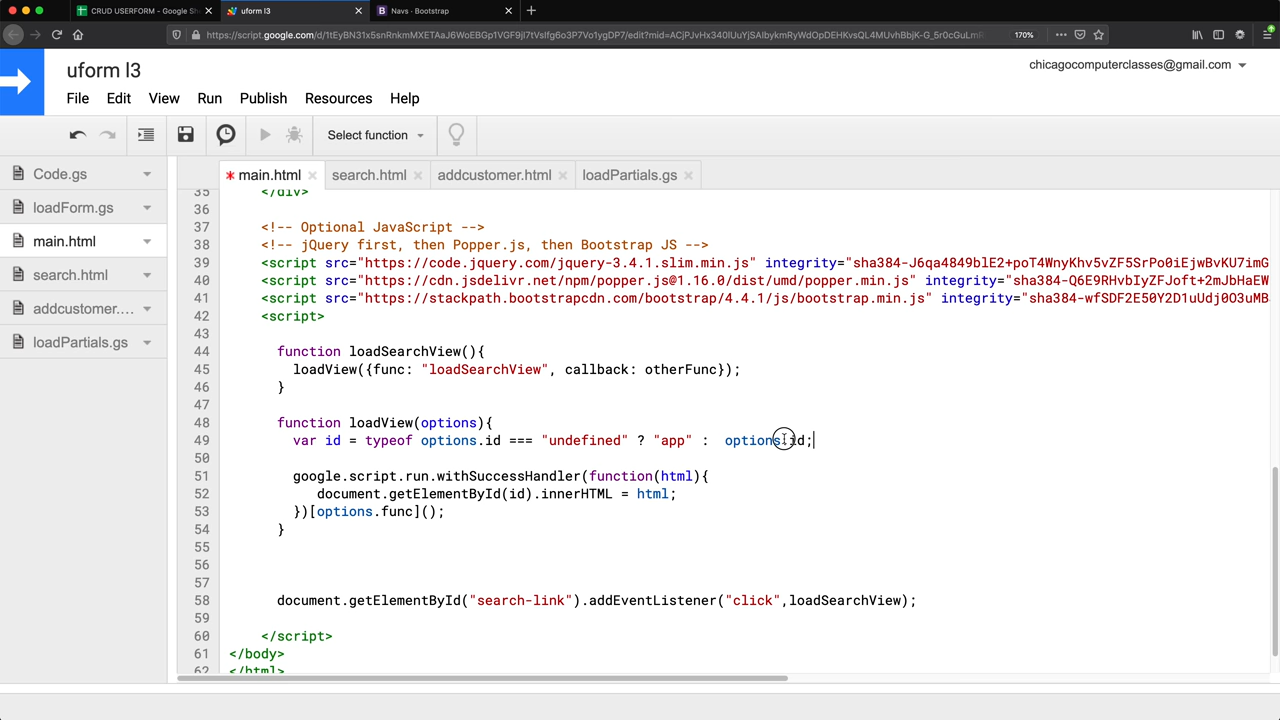 CRUD USERFORM - Google She
uform l3
Navs · Bootstrap
170%
uform l3
chicagocomputerclasses@gmail.com
File Edit View Run Publish Resources Help
Select function
Code.gs
loadForm.gs
main.html
search.html
addcustomer....
loadPartials.gs
* main.html search.html addcustomer.html loadPartials.gs
35 </div>
36
37 <!-- Optional JavaScript -->
38 <!-- jQuery first, then Popper.js, then Bootstrap JS -->
39 <script src="https://code.jquery.com/jquery-3.4.1.slim.min.js" integrity="sha384-J6qa4849blE2+poT4WnyKhv5vZF5SrPo0iEjwBvKU7imG
40 <script src="https://cdn.jsdelivr.net/npm/popper.js@1.16.0/dist/umd/popper.min.js" integrity="sha384-Q6E9RHvbIyZFJoft+2mJbHaEW
41 <script src="https://stackpath.bootstrapcdn.com/bootstrap/4.4.1/js/bootstrap.min.js" integrity="sha384-wfSDF2E50Y2D1uUdj0O3uMB
42 <script>
43
44 function loadSearchView(){
45 loadView({func: "loadSearchView", callback: otherFunc});
46 }
47
48 function loadView(options){
49 var id = typeof options.id === "undefined" ? "app" :  options.id;
50
51 google.script.run.withSuccessHandler(function(html){
52 document.getElementById(id).innerHTML = html;
53 })[options.func]();
54 }
55
56
57
58 document.getElementById("search-link").addEventListener("click",loadSearchView);
59
60 </script>
61 </body>
62 </html>